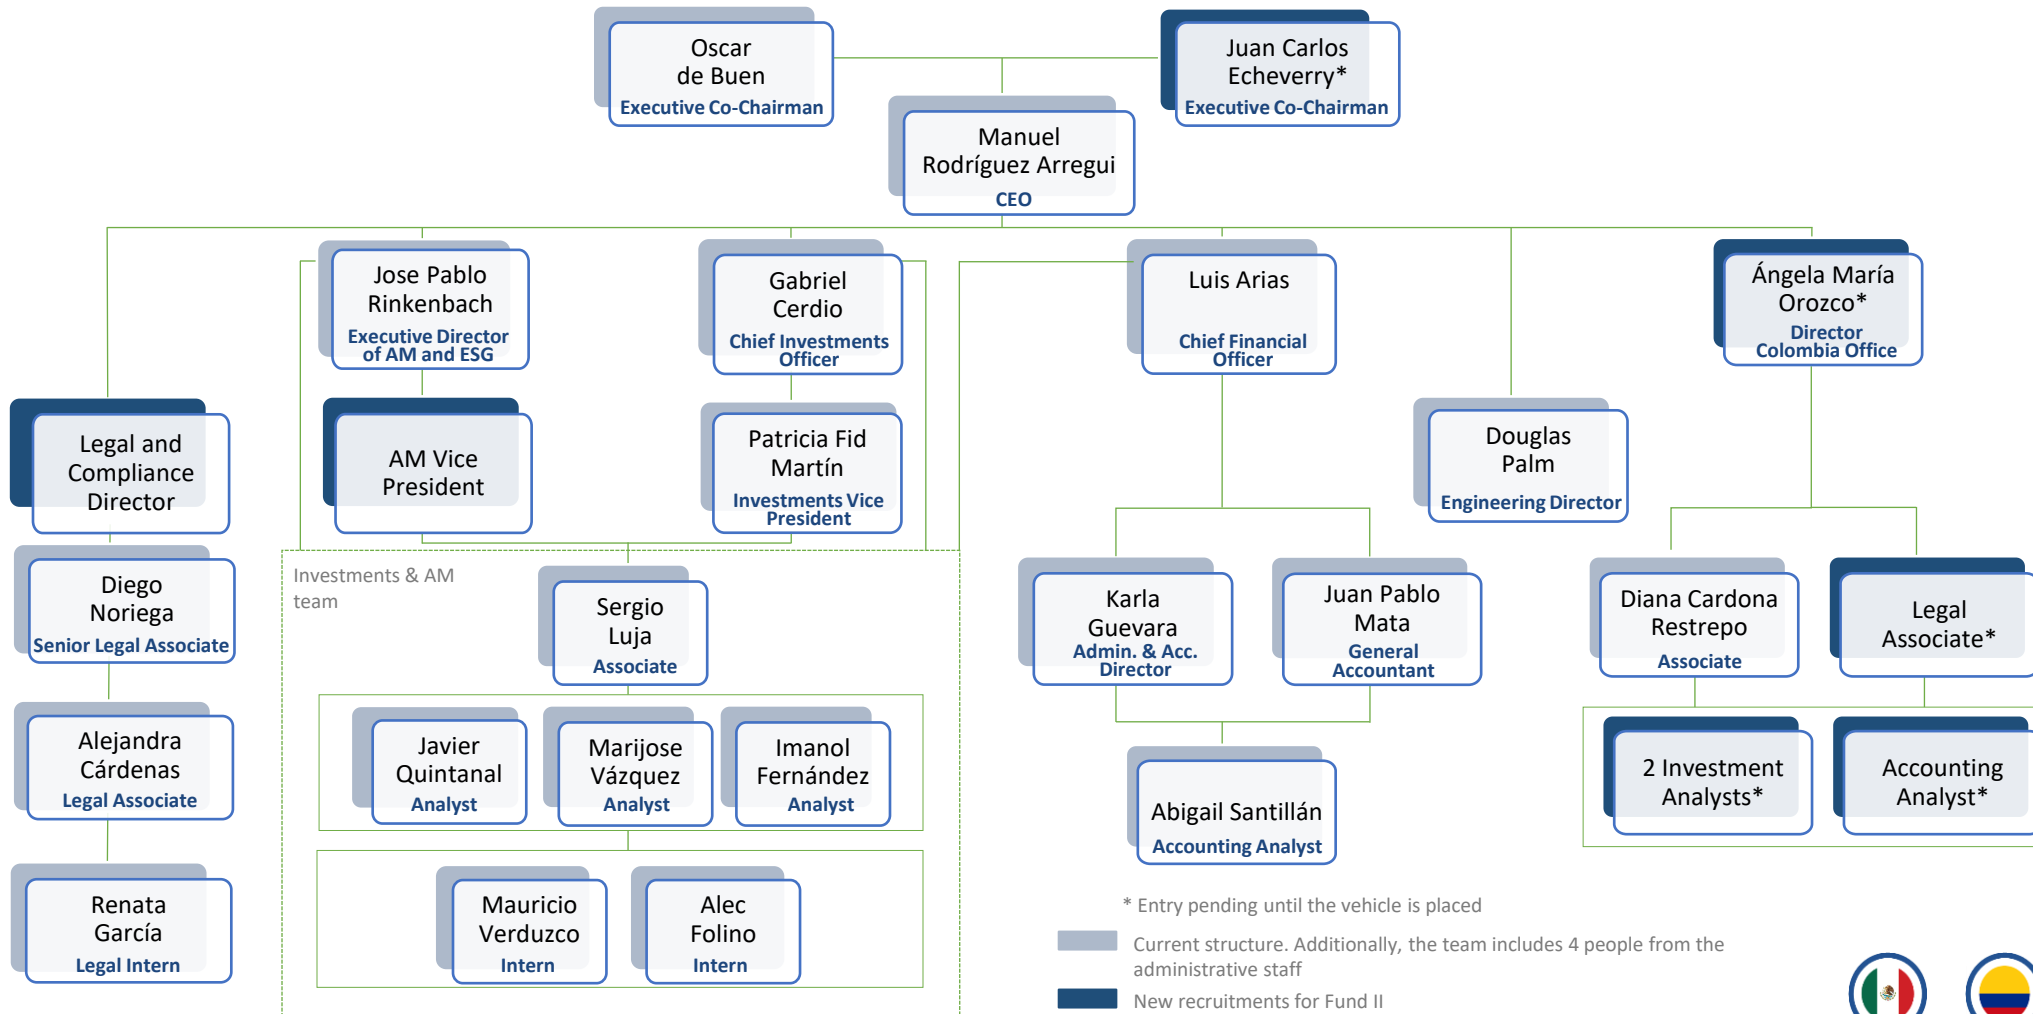 Oscar
de Buen
Executive Co-Chairman
Juan Carlos
Echeverry*
Executive Co-Chairman
Manuel
Rodríguez Arregui
CEO
Jose Pablo
Rinkenbach
Executive Director
of AM and ESG
Gabriel
Cerdio
Chief Investments
Officer
Luis Arias
Chief Financial
Officer
Ángela María
Orozco*
Director
Colombia Office
Legal and
Compliance
Director
AM Vice
President
Patricia Fid
Martín
Investments Vice
President
Douglas
Palm
Engineering Director
Diego
Noriega
Senior Legal Associate
Investments & AM
team
Sergio
Luja
Associate
Karla
Guevara
Admin. & Acc.
Director
Juan Pablo
Mata
General
Accountant
Diana Cardona
Restrepo
Associate
Legal
Associate*
Alejandra
Cárdenas
Legal Associate
Javier
Quintanal
Analyst
Marijose
Vázquez
Analyst
Imanol
Fernández
Analyst
Abigail Santillán
Accounting Analyst
2 Investment
Analysts*
Accounting
Analyst*
Renata
García
Legal Intern
Mauricio
Verduzco
Intern
Alec
Folino
Intern
* Entry pending until the vehicle is placed
Current structure. Additionally, the team includes 4 people from the
administrative staff
New recruitments for Fund II